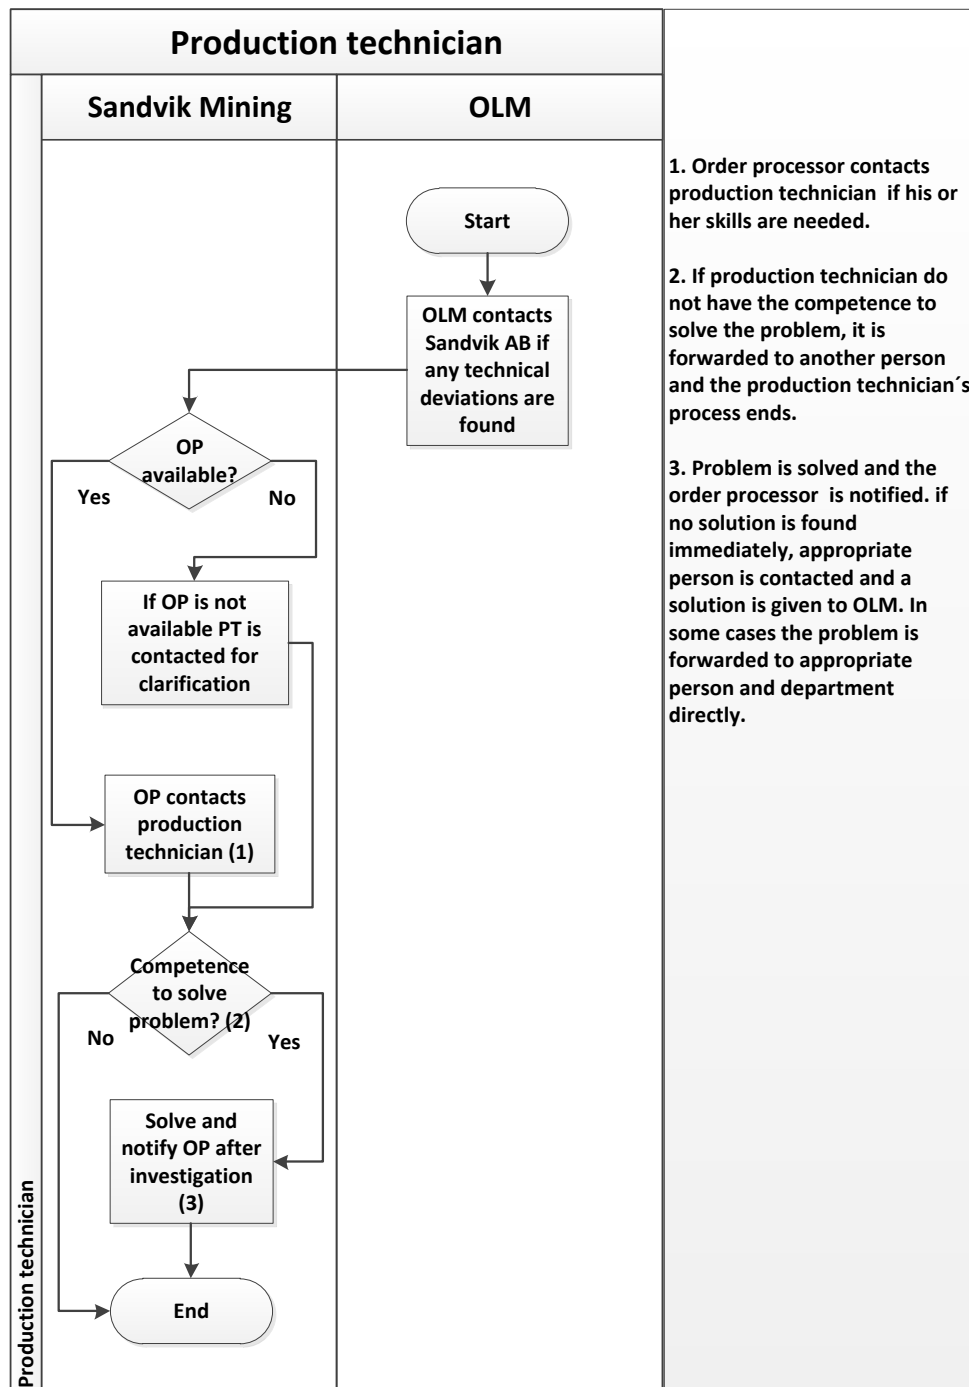 Production technician
Sandvik Mining
OLM
Start
OLM contacts
Sandvik AB if
any technical
deviations are
found
OP
available?
Yes
No
If OP is not
available PT is
contacted for
clarification
OP contacts
production
technician (1)
Competence
to solve
problem? (2)
No
Yes
Solve and
notify OP after
investigation
(3)
End
Production technician
1. Order processor contacts
production technician  if his or
her skills are needed.
2. If production technician do
not have the competence to
solve the problem, it is
forwarded to another person
and the production technician´s
process ends.
3. Problem is solved and the
order processor  is notified. if
no solution is found
immediately, appropriate
person is contacted and a
solution is given to OLM. In
some cases the problem is
forwarded to appropriate
person and department
directly.